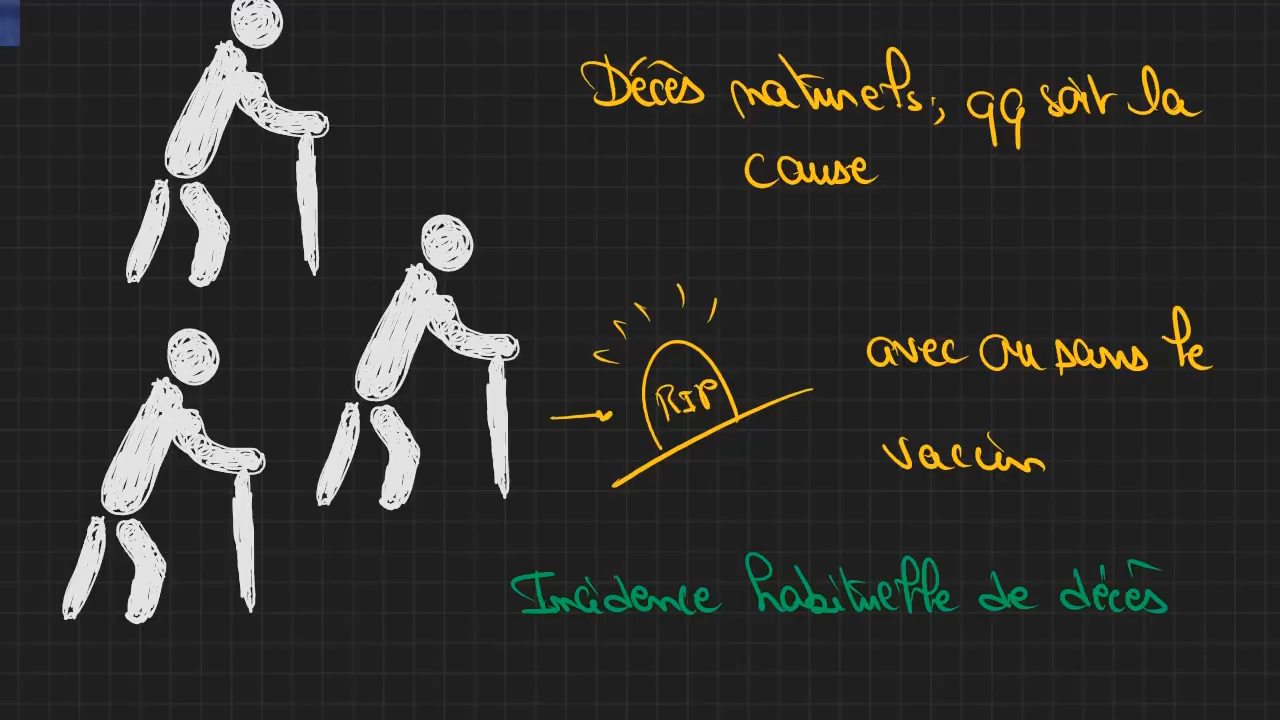 Décès naturels, qq soit la
cause
RIP
avec ou sans le
vaccin
Incidence habituelle de décès